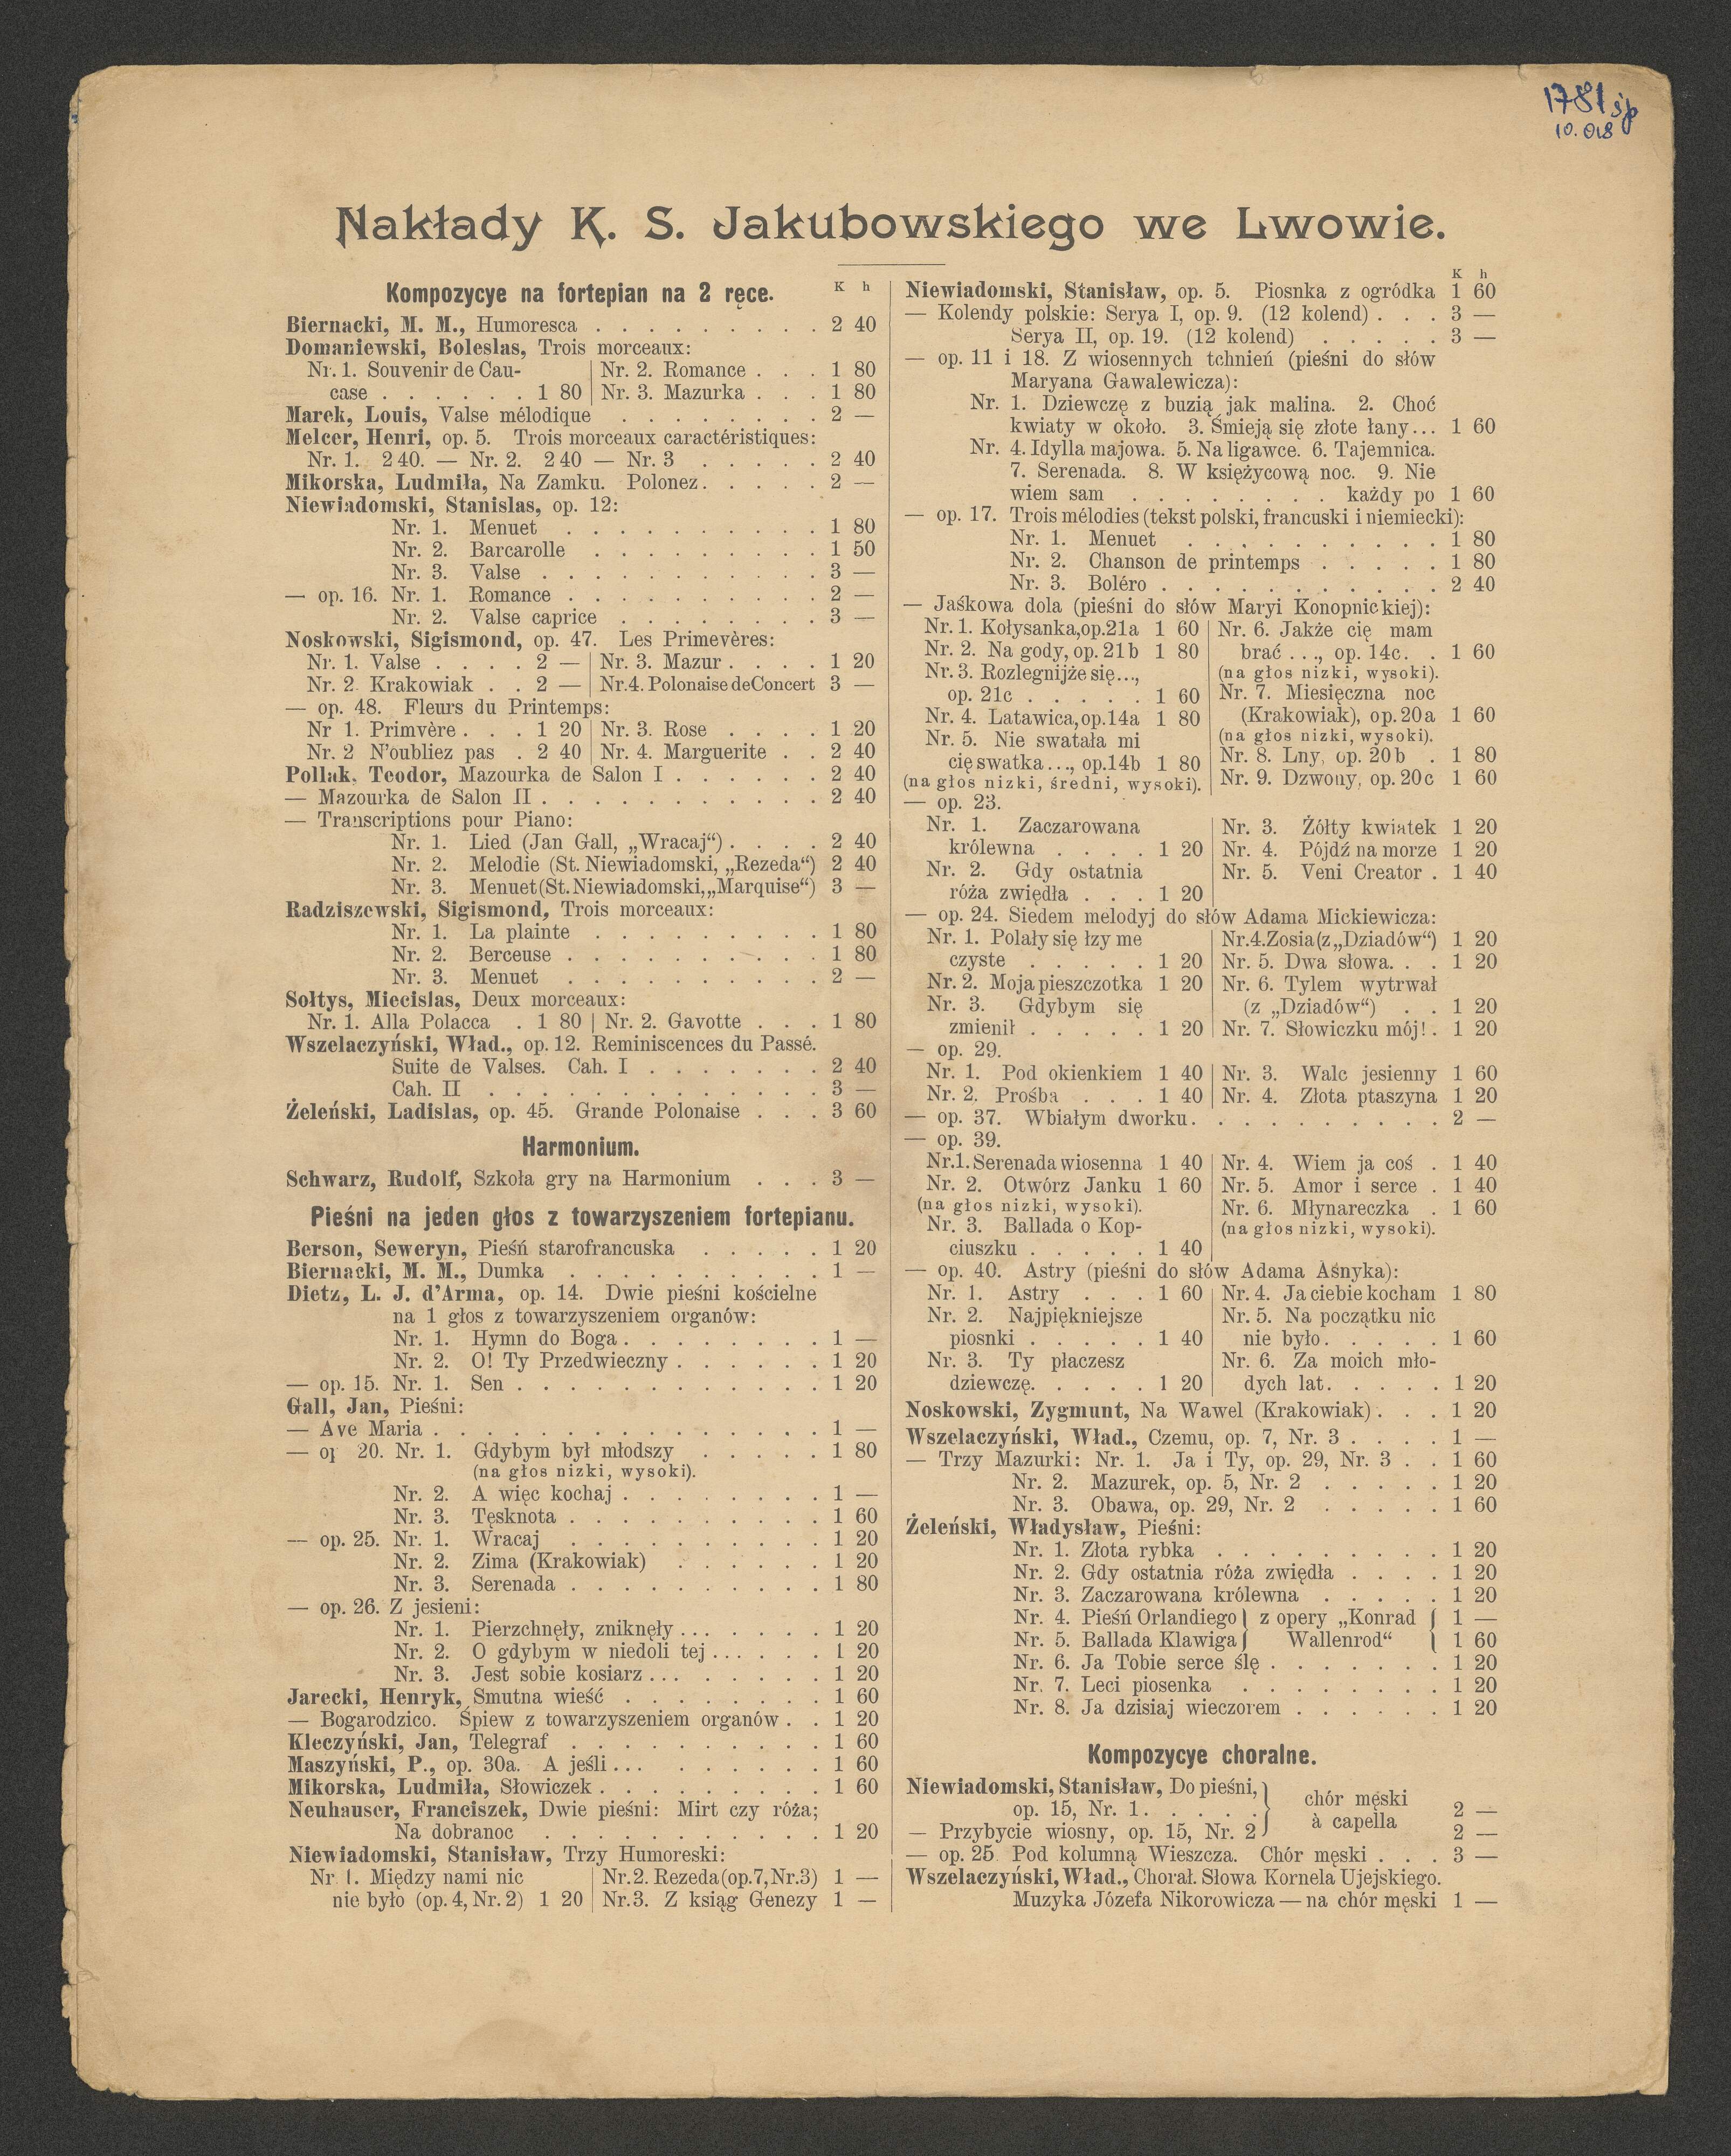 1781 śp
10.018
Nakłady K. S. Jakubowskiego we Lwowie.
Kompozycye na fortepian na 2 ręce. K h
Biernacki, M. M., Humoresca . . . . . . . . . 2 40
Domaniewski, Boleslas, Trois morceaux:
Nr. 1. Souvenir de Cau- | Nr. 2. Romance . . . 1 80
case . . . . . . 1 80 | Nr. 3. Mazurka . . . 1 80
Marek, Louis, Valse mélodique . . . . . . . . 2 —
Melcer, Henri, op. 5. Trois morceaux caractéristiques:
Nr. 1. 2 40. — Nr. 2. 2 40 — Nr. 3 . . . . . 2 40
Mikorska, Ludmiła, Na Zamku. Polonez . . . . . 2 —
Niewiadomski, Stanislas, op. 12:
Nr. 1. Menuet . . . . . . . . . . 1 80
Nr. 2. Barcarolle . . . . . . . . . 1 50
Nr. 3. Valse . . . . . . . . . . . 3 —
— op. 16. Nr. 1. Romance . . . . . . . . . . 2 —
Nr. 2. Valse caprice . . . . . . . . 3 —
Noskowski, Sigismond, op. 47. Les Primevères:
Nr. 1. Valse . . . . 2 — | Nr. 3. Mazur . . . . 1 20
Nr. 2. Krakowiak . . 2 — | Nr.4. Polonaise de Concert 3 —
— op. 48. Fleurs du Printemps:
Nr 1. Primvère . . . 1 20 | Nr. 3. Rose . . . . 1 20
Nr. 2 N'oubliez pas . 2 40 | Nr. 4. Marguerite . . 2 40
Pollak, Teodor, Mazourka de Salon I . . . . . . 2 40
— Mazourka de Salon II . . . . . . . . . . . 2 40
— Transcriptions pour Piano:
Nr. 1. Lied (Jan Gall, „Wracaj“) . . . . 2 40
Nr. 2. Melodie (St. Niewiadomski, „Rezeda“) 2 40
Nr. 3. Menuet (St. Niewiadomski, „Marquise“) 3 —
Radziszewski, Sigismond, Trois morceaux:
Nr. 1. La plainte . . . . . . . . . 1 80
Nr. 2. Berceuse . . . . . . . . . . 1 80
Nr. 3. Menuet . . . . . . . . . . 2 —
Sołtys, Miecislas, Deux morceaux:
Nr. 1. Alla Polacca . 1 80 | Nr. 2. Gavotte . . . 1 80
Wszelaczyński, Wład., op. 12. Reminiscences du Passé.
Suite de Valses. Cah. I . . . . . . . 2 40
Cah. II . . . . . . . . . . . . . 3 —
Żeleński, Ladislas, op. 45. Grande Polonaise . . . 3 60
Harmonium.
Schwarz, Rudolf, Szkoła gry na Harmonium . . . 3 —
Pieśni na jeden głos z towarzyszeniem fortepianu.
Berson, Seweryn, Pieśń starofrancuska . . . . . 1 20
Biernacki, M. M., Dumka . . . . . . . . . . 1 —
Dietz, L. J. d'Arma, op. 14. Dwie pieśni kościelne
na 1 głos z towarzyszeniem organów:
Nr. 1. Hymn do Boga . . . . . . . . 1 —
Nr. 2. O! Ty Przedwieczny . . . . . . 1 20
— op. 15. Nr. 1. Sen . . . . . . . . . . . . 1 20
Gall, Jan, Pieśni:
— Ave Maria . . . . . . . . . . . . . . . 1 —
— op 20. Nr. 1. Gdybym był młodszy . . . . . 1 80
(na głos nizki, wysoki).
Nr. 2. A więc kochaj . . . . . . . . 1 —
Nr. 3. Tęsknota . . . . . . . . . . 1 60
— op. 25. Nr. 1. Wracaj . . . . . . . . . . 1 20
Nr. 2. Zima (Krakowiak) . . . . . . 1 20
Nr. 3. Serenada . . . . . . . . . . 1 80
— op. 26. Z jesieni:
Nr. 1. Pierzchnęły, zniknęły . . . . . . . 1 20
Nr. 2. O gdybym w niedoli tej . . . . . . 1 20
Nr. 3. Jest sobie kosiarz . . . . . . . . 1 20
Jarecki, Henryk, Smutna wieść . . . . . . . . 1 60
— Bogarodzico. Śpiew z towarzyszeniem organów . . 1 20
Kleczyński, Jan, Telegraf . . . . . . . . . . 1 60
Maszyński, P., op. 30a. A jeśli . . . . . . . . . 1 60
Mikorska, Ludmiła, Słowiczek . . . . . . . . . 1 60
Neuhauser, Franciszek, Dwie pieśni: Mirt czy róża;
Na dobranoc . . . . . . . . . . . 1 20
Niewiadomski, Stanisław, Trzy Humoreski:
Nr 1. Między nami nic | Nr.2. Rezeda (op.7, Nr.3) 1 —
nie było (op. 4, Nr. 2) 1 20 | Nr.3. Z ksiąg Genezy 1 —
K h
Niewiadomski, Stanisław, op. 5. Piosnka z ogródka 1 60
— Kolendy polskie: Serya I, op. 9. (12 kolend) . . . 3 —
Serya II, op. 19. (12 kolend) . . . . . 3 —
— op. 11 i 18. Z wiosennych tchnień (pieśni do słów
Maryana Gawalewicza):
Nr. 1. Dziewczę z buzią jak malina. 2. Choć
kwiaty w około. 3. Śmieją się złote łany . . . 1 60
Nr. 4. Idylla majowa. 5. Na ligawce. 6. Tajemnica.
7. Serenada. 8. W księżycową noc. 9. Nie
wiem sam . . . . . . . . . każdy po 1 60
— op. 17. Trois mélodies (tekst polski, francuski i niemiecki):
Nr. 1. Menuet . . . . . . . . . . 1 80
Nr. 2. Chanson de printemps . . . . . 1 80
Nr. 3. Boléro . . . . . . . . . . . 2 40
— Jaśkowa dola (pieśni do słów Maryi Konopnickiej):
Nr. 1. Kołysanka, op.21a 1 60 | Nr. 6. Jakże cię mam
Nr. 2. Na gody, op. 21 b 1 80 | brać . . ., op. 14c. . 1 60
Nr. 3. Rozlegnijże się . . ., | (na głos nizki, wysoki).
op. 21c . . . . . 1 60 | Nr. 7. Miesięczna noc
Nr. 4. Latawica, op. 14a 1 80 | (Krakowiak), op. 20a 1 60
Nr. 5. Nie swatała mi | (na głos nizki, wysoki).
cię swatka . . ., op.14b 1 80 | Nr. 8. Lny, op. 20 b . 1 80
(na głos nizki, średni, wysoki). | Nr. 9. Dzwony, op. 20c 1 60
— op. 23.
Nr. 1. Zaczarowana | Nr. 3. Żółty kwiatek 1 20
królewna . . . . 1 20 | Nr. 4. Pójdź na morze 1 20
Nr. 2. Gdy ostatnia | Nr. 5. Veni Creator . 1 40
róża zwiędła . . . 1 20
— op. 24. Siedem melodyj do słów Adama Mickiewicza:
Nr. 1. Polały się łzy me | Nr.4. Zosia (z „Dziadów“) 1 20
czyste . . . . . 1 20 | Nr. 5. Dwa słowa. . . 1 20
Nr. 2. Moja pieszczotka 1 20 | Nr. 6. Tylem wytrwał
Nr. 3. Gdybym się | (z „Dziadów“) . . 1 20
zmienił . . . . . 1 20 | Nr. 7. Słowiczku mój! . 1 20
— op. 29.
Nr. 1. Pod okienkiem 1 40 | Nr. 3. Walc jesienny 1 60
Nr. 2. Prośba . . . 1 40 | Nr. 4. Złota ptaszyna 1 20
— op. 37. Wbiałym dworku . . . . . . . . . . 2 —
— op. 39.
Nr.1. Serenada wiosenna 1 40 | Nr. 4. Wiem ja coś . 1 40
Nr. 2. Otwórz Janku 1 60 | Nr. 5. Amor i serce . 1 40
(na głos nizki, wysoki). | Nr. 6. Młynareczka . 1 60
Nr. 3. Ballada o Kop- | (na głos nizki, wysoki).
ciuszku . . . . . 1 40
— op. 40. Astry (pieśni do słów Adama Aśnyka):
Nr. 1. Astry . . . 1 60 | Nr. 4. Ja ciebie kocham 1 80
Nr. 2. Najpiękniejsze | Nr. 5. Na początku nic
piosnki . . . . . 1 40 | nie było . . . . . 1 60
Nr. 3. Ty płaczesz | Nr. 6. Za moich mło-
dziewczę. . . . . 1 20 | dych lat . . . . . 1 20
Noskowski, Zygmunt, Na Wawel (Krakowiak) . . . 1 20
Wszelaczyński, Wład., Czemu, op. 7, Nr. 3 . . . . 1 —
— Trzy Mazurki: Nr. 1. Ja i Ty, op. 29, Nr. 3 . . 1 60
Nr. 2. Mazurek, op. 5, Nr. 2 . . . . . 1 20
Nr. 3. Obawa, op. 29, Nr. 2 . . . . . 1 60
Żeleński, Władysław, Pieśni:
Nr. 1. Złota rybka . . . . . . . . . 1 20
Nr. 2. Gdy ostatnia róża zwiędła . . . . 1 20
Nr. 3. Zaczarowana królewna . . . . . 1 20
Nr. 4. Pieśń Orlandiego } z opery „Konrad { 1 —
Nr. 5. Ballada Klawiga } Wallenrod“ { 1 60
Nr. 6. Ja Tobie serce ślę . . . . . . . 1 20
Nr. 7. Leci piosenka . . . . . . . . . 1 20
Nr. 8. Ja dzisiaj wieczorem . . . . . . 1 20
Kompozycye choralne.
Niewiadomski, Stanisław, Do pieśni, } chór męski
op. 15, Nr. 1 . . . . . } à capella 2 —
— Przybycie wiosny, op. 15, Nr. 2 } 2 —
— op. 25 Pod kolumną Wieszcza. Chór męski . . . 3 —
Wszelaczyński, Wład., Chorał. Słowa Kornela Ujejskiego.
Muzyka Józefa Nikorowicza — na chór męski 1 —